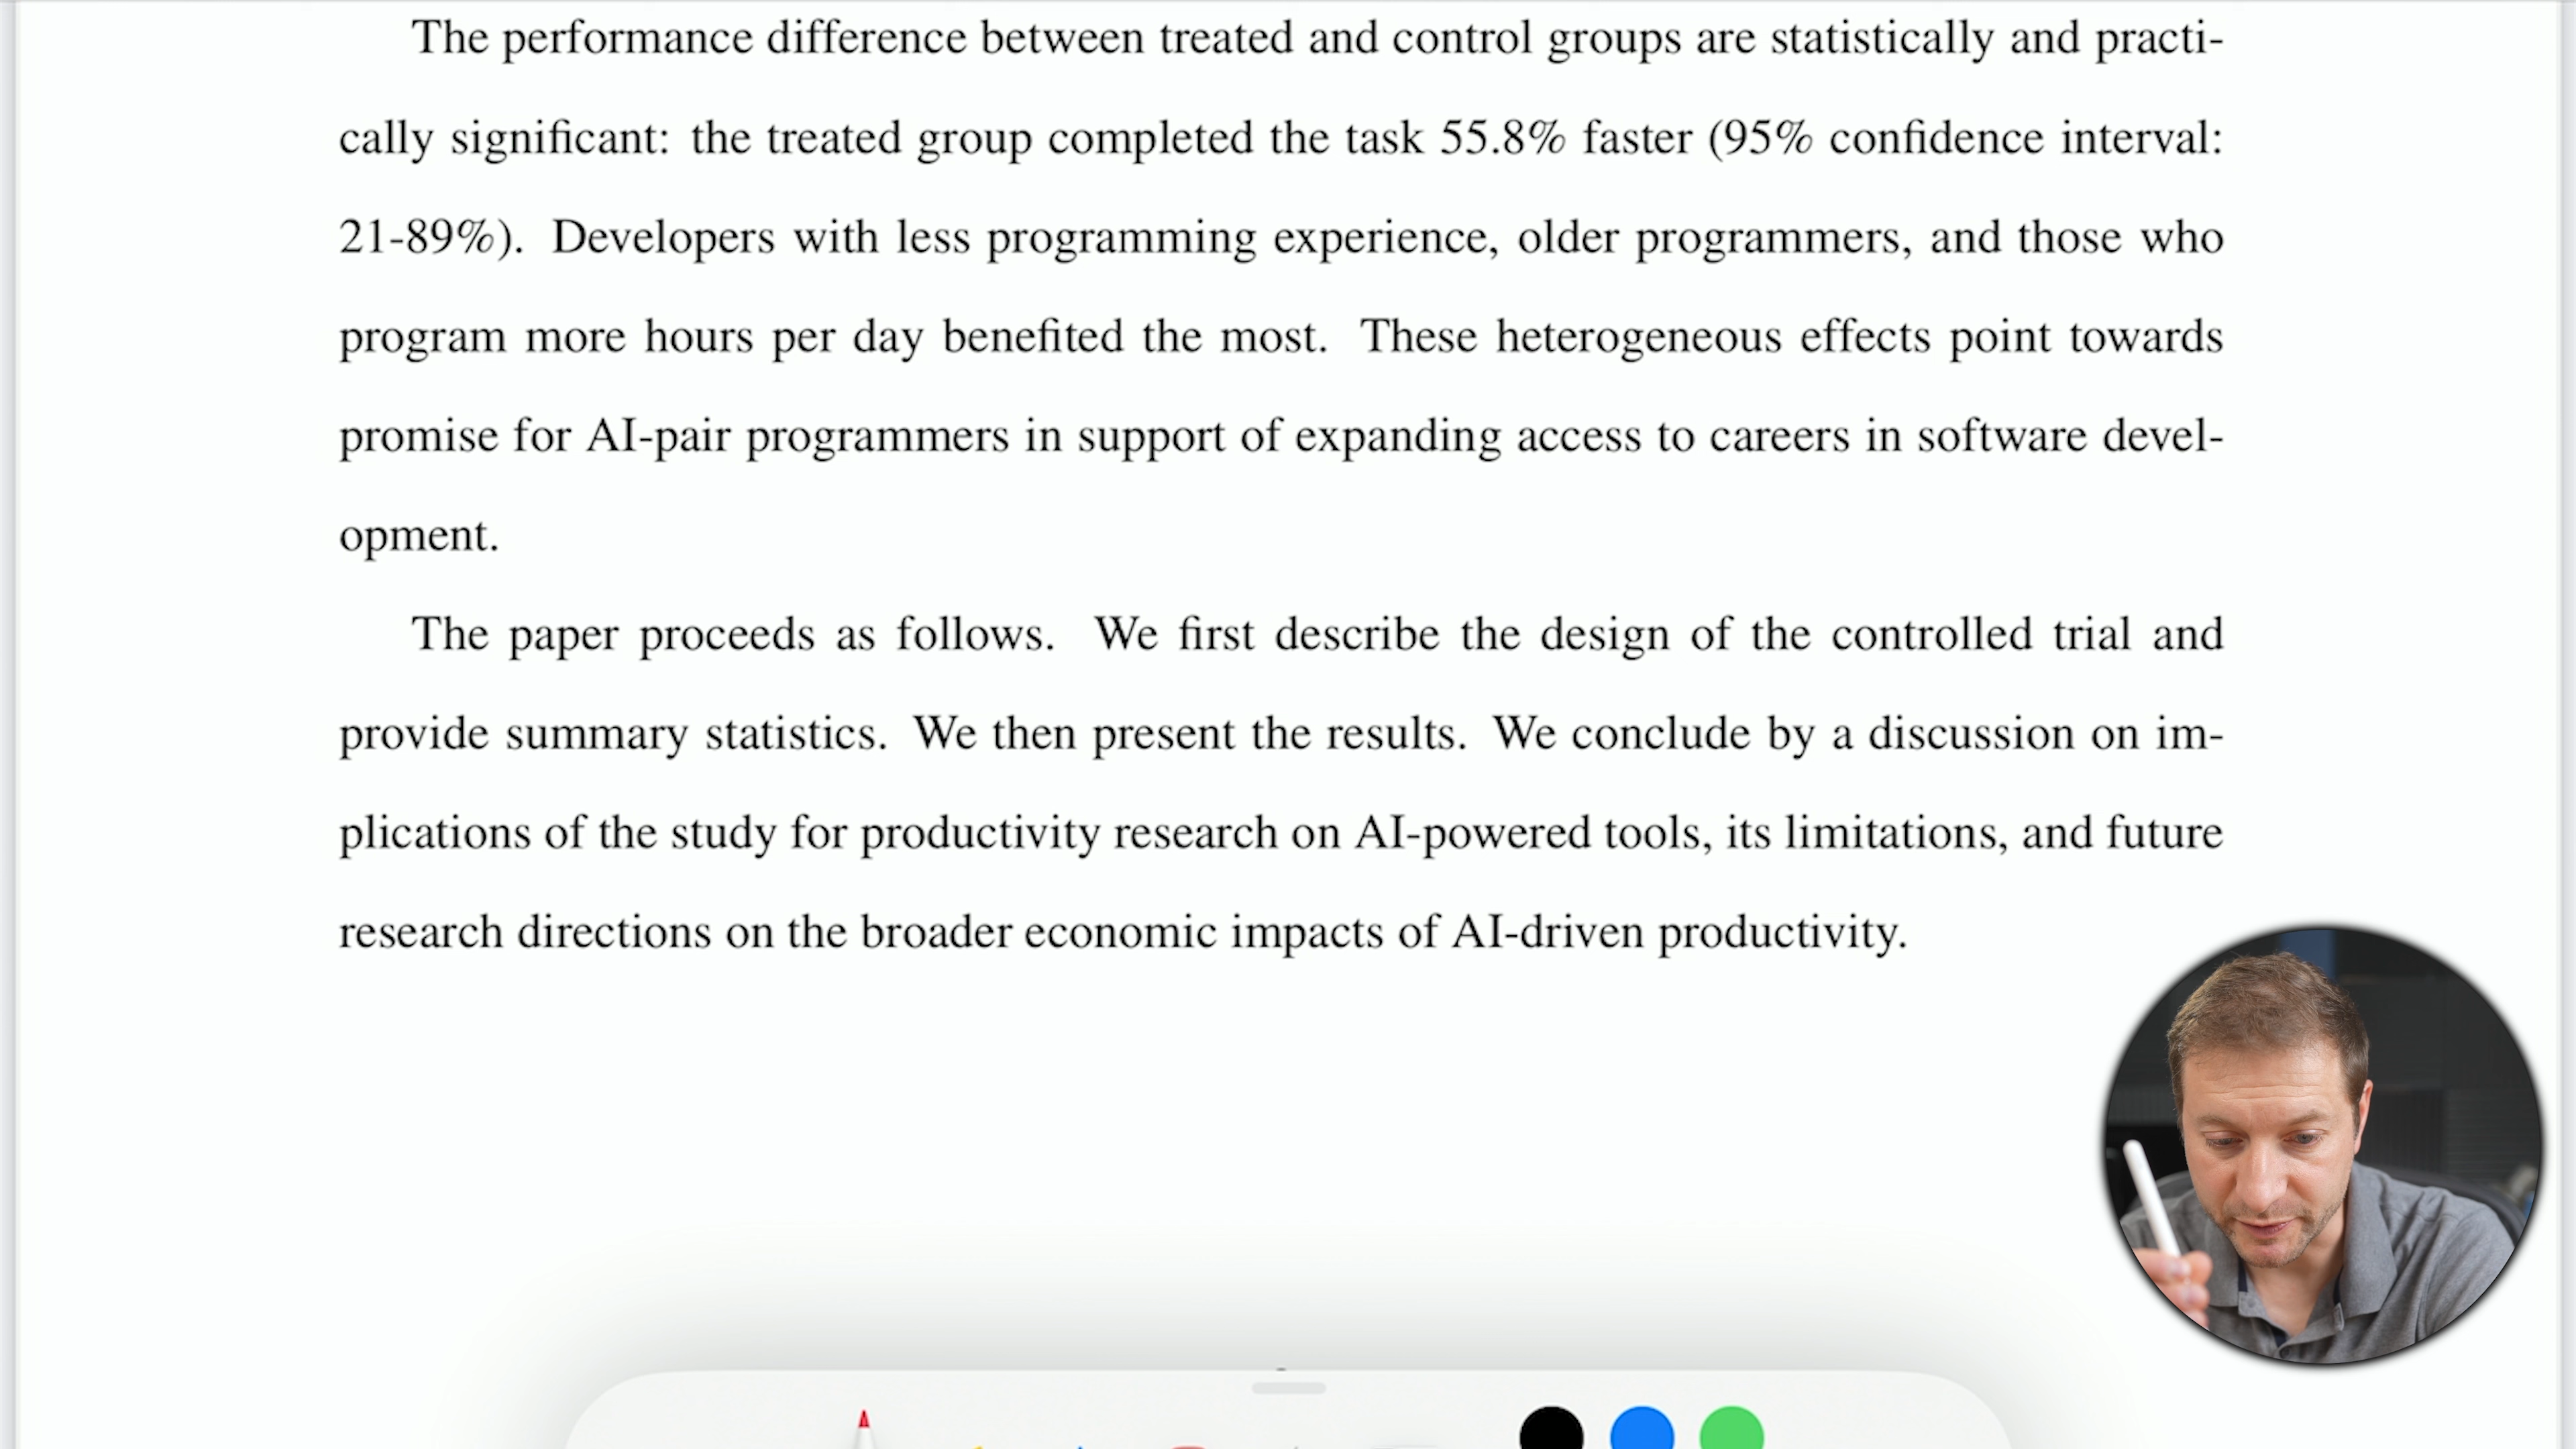 The performance difference between treated and control groups are statistically and practi-
cally significant: the treated group completed the task 55.8% faster (95% confidence interval:
21-89%). Developers with less programming experience, older programmers, and those who
program more hours per day benefited the most. These heterogeneous effects point towards
promise for AI-pair programmers in support of expanding access to careers in software devel-
opment.
The paper proceeds as follows. We first describe the design of the controlled trial and
provide summary statistics. We then present the results. We conclude by a discussion on im-
plications of the study for productivity research on AI-powered tools, its limitations, and future
research directions on the broader economic impacts of AI-driven productivity.